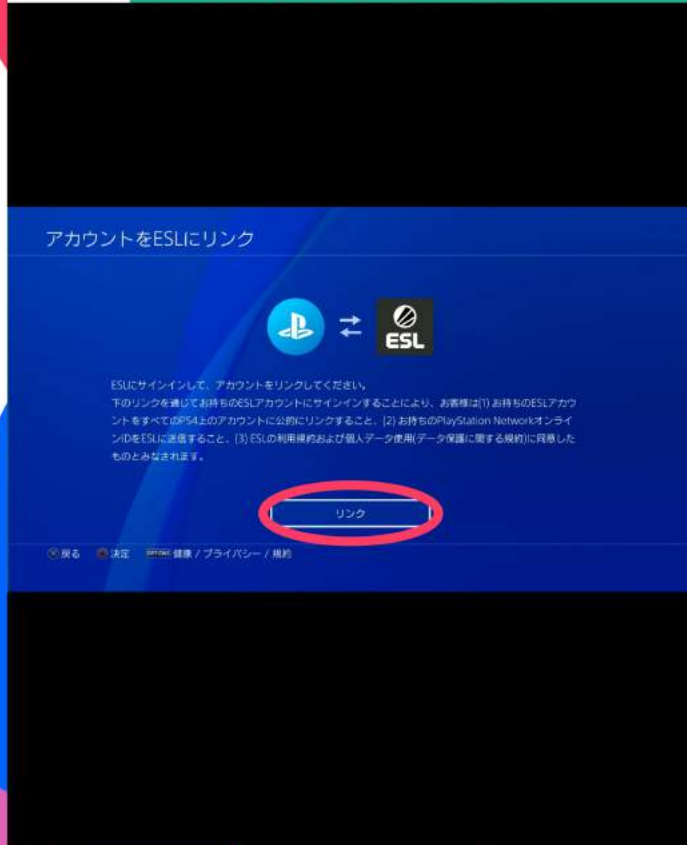 アカウントをESLにリンク
ESL
ESLにサインインして、アカウントをリンクしてください。
下のリンクを通じてお持ちのESLアカウントにサインインすることにより、お客様は(1) お持ちのESLアカウ
ントをすべてのPS4上のアカウントに公的にリンクすること、(2) お持ちのPlayStation Networkオンライ
ンIDをESLに送信すること、(3) ESLの利用規約および個人データ使用(データ保護に関する規約)に同意した
ものとみなされます。
リンク
戻る 決定 OPTIONS 健康 / プライバシー / 規約